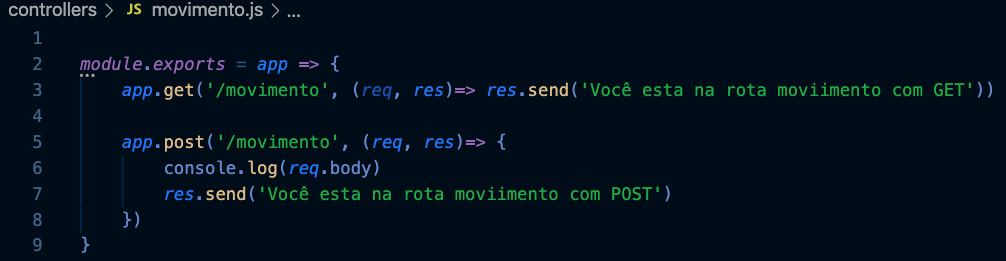 controllers > JS movimento.js > ...
1
2 module.exports = app => {
3 app.get('/movimento', (req, res)=> res.send('Você esta na rota moviimento com GET'))
4
5 app.post('/movimento', (req, res)=> {
6 console.log(req.body)
7 res.send('Você esta na rota moviimento com POST')
8 })
9 }